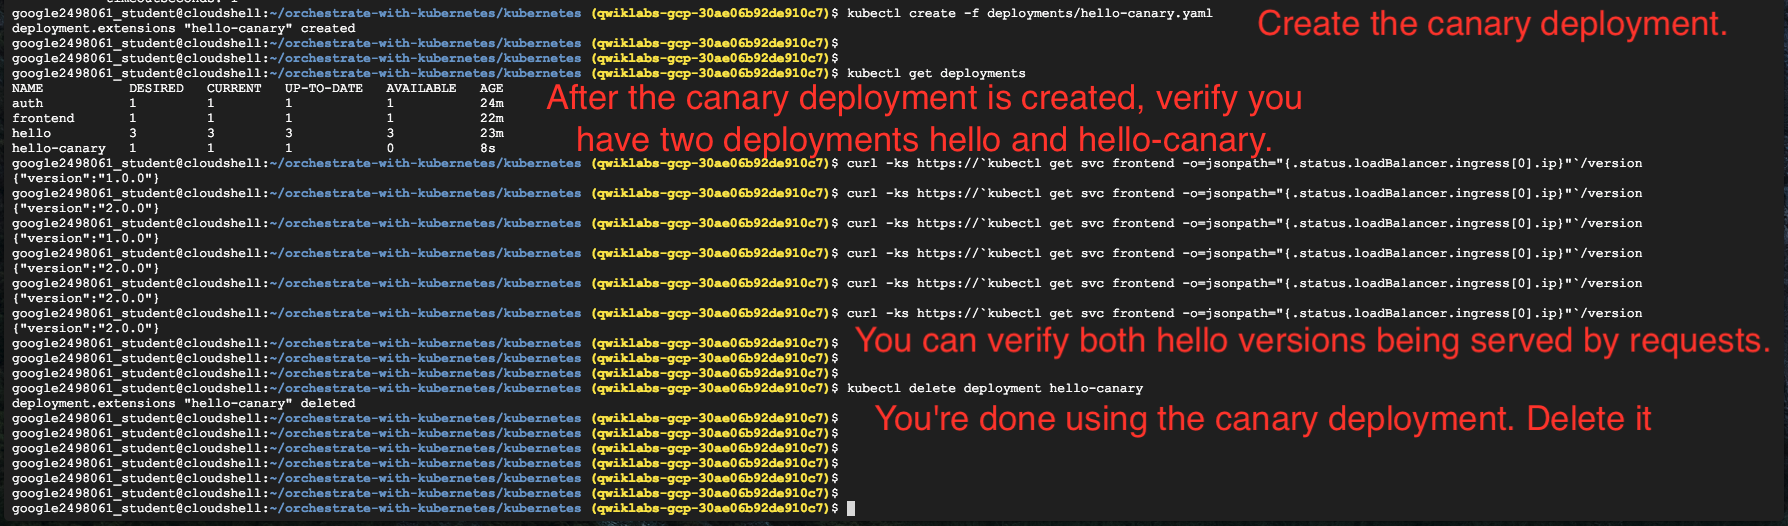 google2498061_student@cloudshell:~/orchestrate-with-kubernetes/kubernetes (qwiklabs-gcp-30ae06b92de910c7)$ kubectl create -f deployments/hello-canary.yaml
Create the canary deployment.
deployment.extensions "hello-canary" created
google2498061_student@cloudshell:~/orchestrate-with-kubernetes/kubernetes (qwiklabs-gcp-30ae06b92de910c7)$
google2498061_student@cloudshell:~/orchestrate-with-kubernetes/kubernetes (qwiklabs-gcp-30ae06b92de910c7)$
google2498061_student@cloudshell:~/orchestrate-with-kubernetes/kubernetes (qwiklabs-gcp-30ae06b92de910c7)$ kubectl get deployments
NAME DESIRED CURRENT UP-TO-DATE AVAILABLE AGE
auth 1 1 1 1 24m
frontend 1 1 1 1 22m
hello 3 3 3 3 23m
hello-canary 1 1 1 0 8s
After the canary deployment is created, verify you
have two deployments hello and hello-canary.
google2498061_student@cloudshell:~/orchestrate-with-kubernetes/kubernetes (qwiklabs-gcp-30ae06b92de910c7)$ curl -ks https://`kubectl get svc frontend -o=jsonpath="{.status.loadBalancer.ingress[0].ip}"`/version
{"version":"1.0.0"}
google2498061_student@cloudshell:~/orchestrate-with-kubernetes/kubernetes (qwiklabs-gcp-30ae06b92de910c7)$ curl -ks https://`kubectl get svc frontend -o=jsonpath="{.status.loadBalancer.ingress[0].ip}"`/version
{"version":"2.0.0"}
google2498061_student@cloudshell:~/orchestrate-with-kubernetes/kubernetes (qwiklabs-gcp-30ae06b92de910c7)$ curl -ks https://`kubectl get svc frontend -o=jsonpath="{.status.loadBalancer.ingress[0].ip}"`/version
{"version":"1.0.0"}
google2498061_student@cloudshell:~/orchestrate-with-kubernetes/kubernetes (qwiklabs-gcp-30ae06b92de910c7)$ curl -ks https://`kubectl get svc frontend -o=jsonpath="{.status.loadBalancer.ingress[0].ip}"`/version
{"version":"2.0.0"}
google2498061_student@cloudshell:~/orchestrate-with-kubernetes/kubernetes (qwiklabs-gcp-30ae06b92de910c7)$ curl -ks https://`kubectl get svc frontend -o=jsonpath="{.status.loadBalancer.ingress[0].ip}"`/version
{"version":"2.0.0"}
google2498061_student@cloudshell:~/orchestrate-with-kubernetes/kubernetes (qwiklabs-gcp-30ae06b92de910c7)$ curl -ks https://`kubectl get svc frontend -o=jsonpath="{.status.loadBalancer.ingress[0].ip}"`/version
{"version":"2.0.0"}
google2498061_student@cloudshell:~/orchestrate-with-kubernetes/kubernetes (qwiklabs-gcp-30ae06b92de910c7)$
You can verify both hello versions being served by requests.
google2498061_student@cloudshell:~/orchestrate-with-kubernetes/kubernetes (qwiklabs-gcp-30ae06b92de910c7)$
google2498061_student@cloudshell:~/orchestrate-with-kubernetes/kubernetes (qwiklabs-gcp-30ae06b92de910c7)$
google2498061_student@cloudshell:~/orchestrate-with-kubernetes/kubernetes (qwiklabs-gcp-30ae06b92de910c7)$ kubectl delete deployment hello-canary
deployment.extensions "hello-canary" deleted
google2498061_student@cloudshell:~/orchestrate-with-kubernetes/kubernetes (qwiklabs-gcp-30ae06b92de910c7)$
You're done using the canary deployment. Delete it
google2498061_student@cloudshell:~/orchestrate-with-kubernetes/kubernetes (qwiklabs-gcp-30ae06b92de910c7)$
google2498061_student@cloudshell:~/orchestrate-with-kubernetes/kubernetes (qwiklabs-gcp-30ae06b92de910c7)$
google2498061_student@cloudshell:~/orchestrate-with-kubernetes/kubernetes (qwiklabs-gcp-30ae06b92de910c7)$
google2498061_student@cloudshell:~/orchestrate-with-kubernetes/kubernetes (qwiklabs-gcp-30ae06b92de910c7)$
google2498061_student@cloudshell:~/orchestrate-with-kubernetes/kubernetes (qwiklabs-gcp-30ae06b92de910c7)$
google2498061_student@cloudshell:~/orchestrate-with-kubernetes/kubernetes (qwiklabs-gcp-30ae06b92de910c7)$